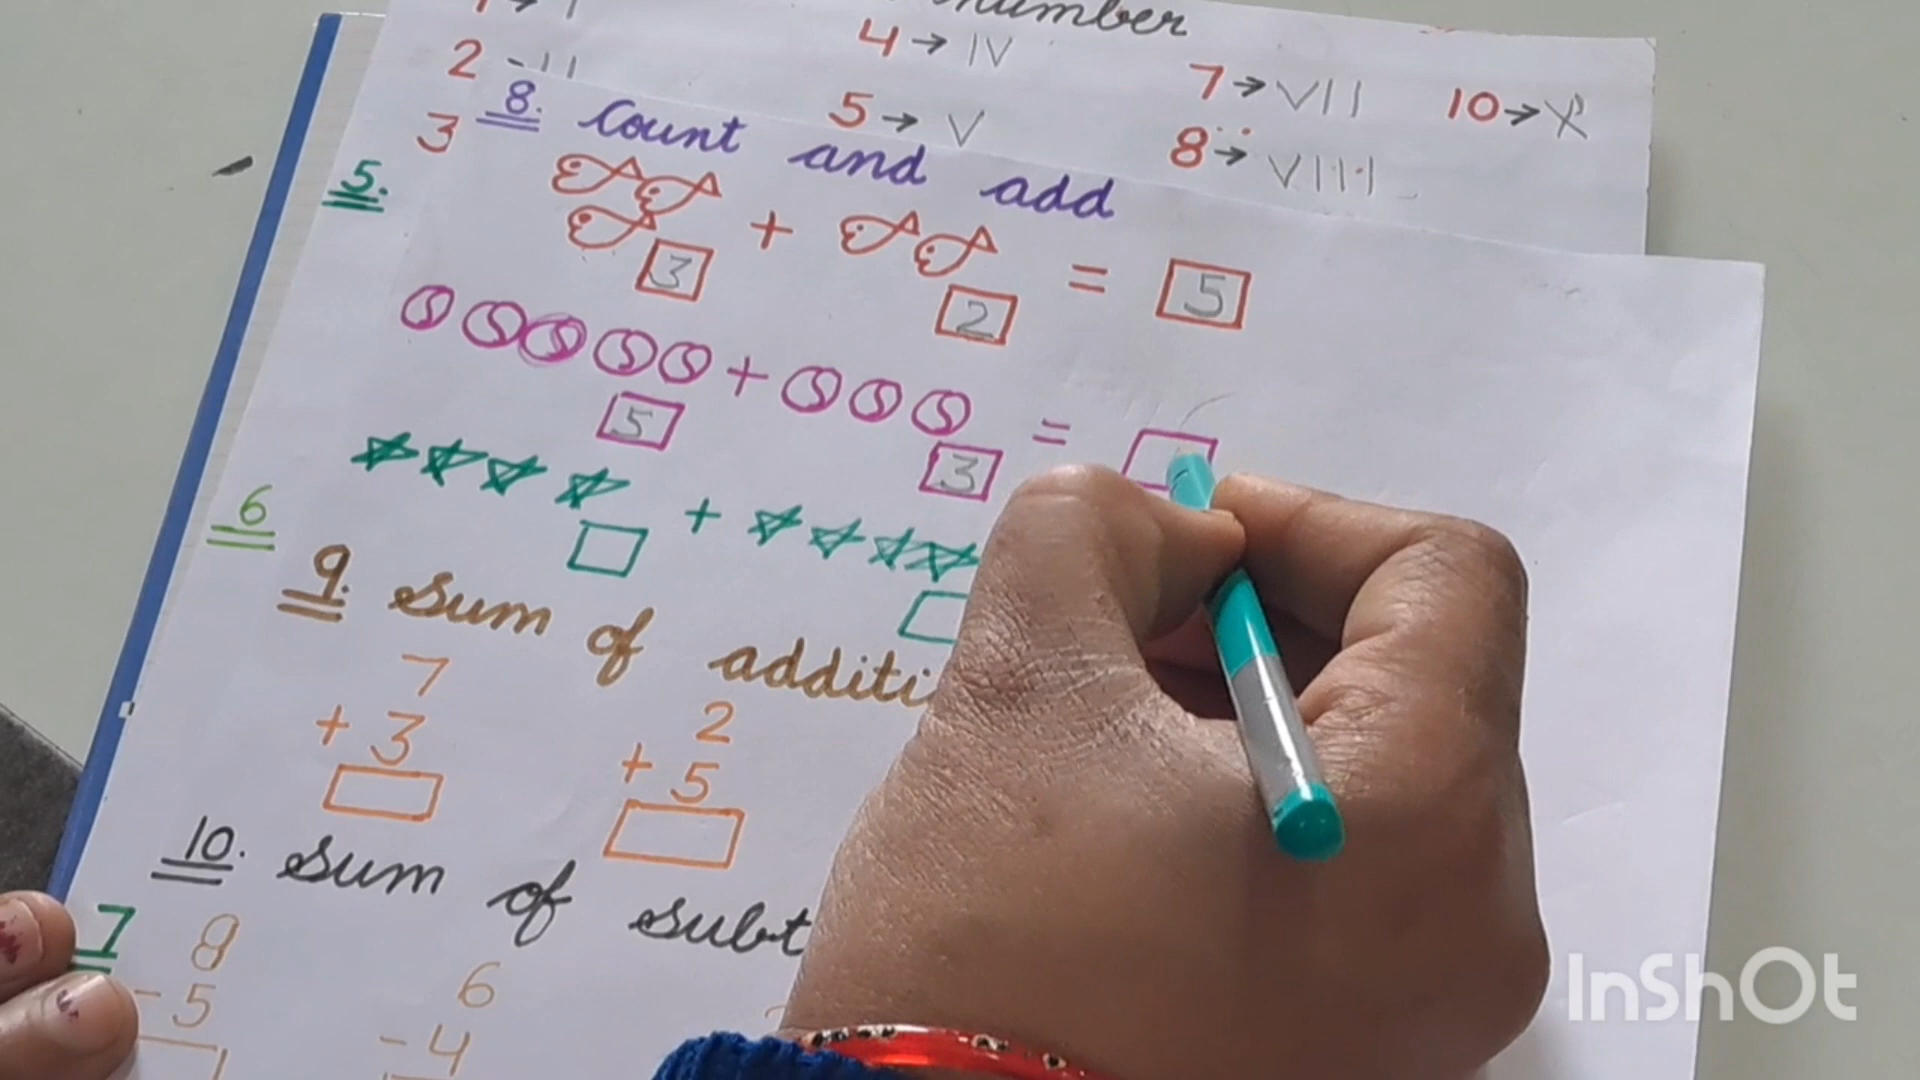 number
4 → IV
7 → VII
10 → X
2 - II
5 → V
8 → VIII
3
8. Count and add
5.
+ =
3 2 5
+ =
5 3
+
6
9. Sum of additi
7 2
+ 3 + 5
10. Sum of subt
7
8 6
- 5 - 4
InShOt